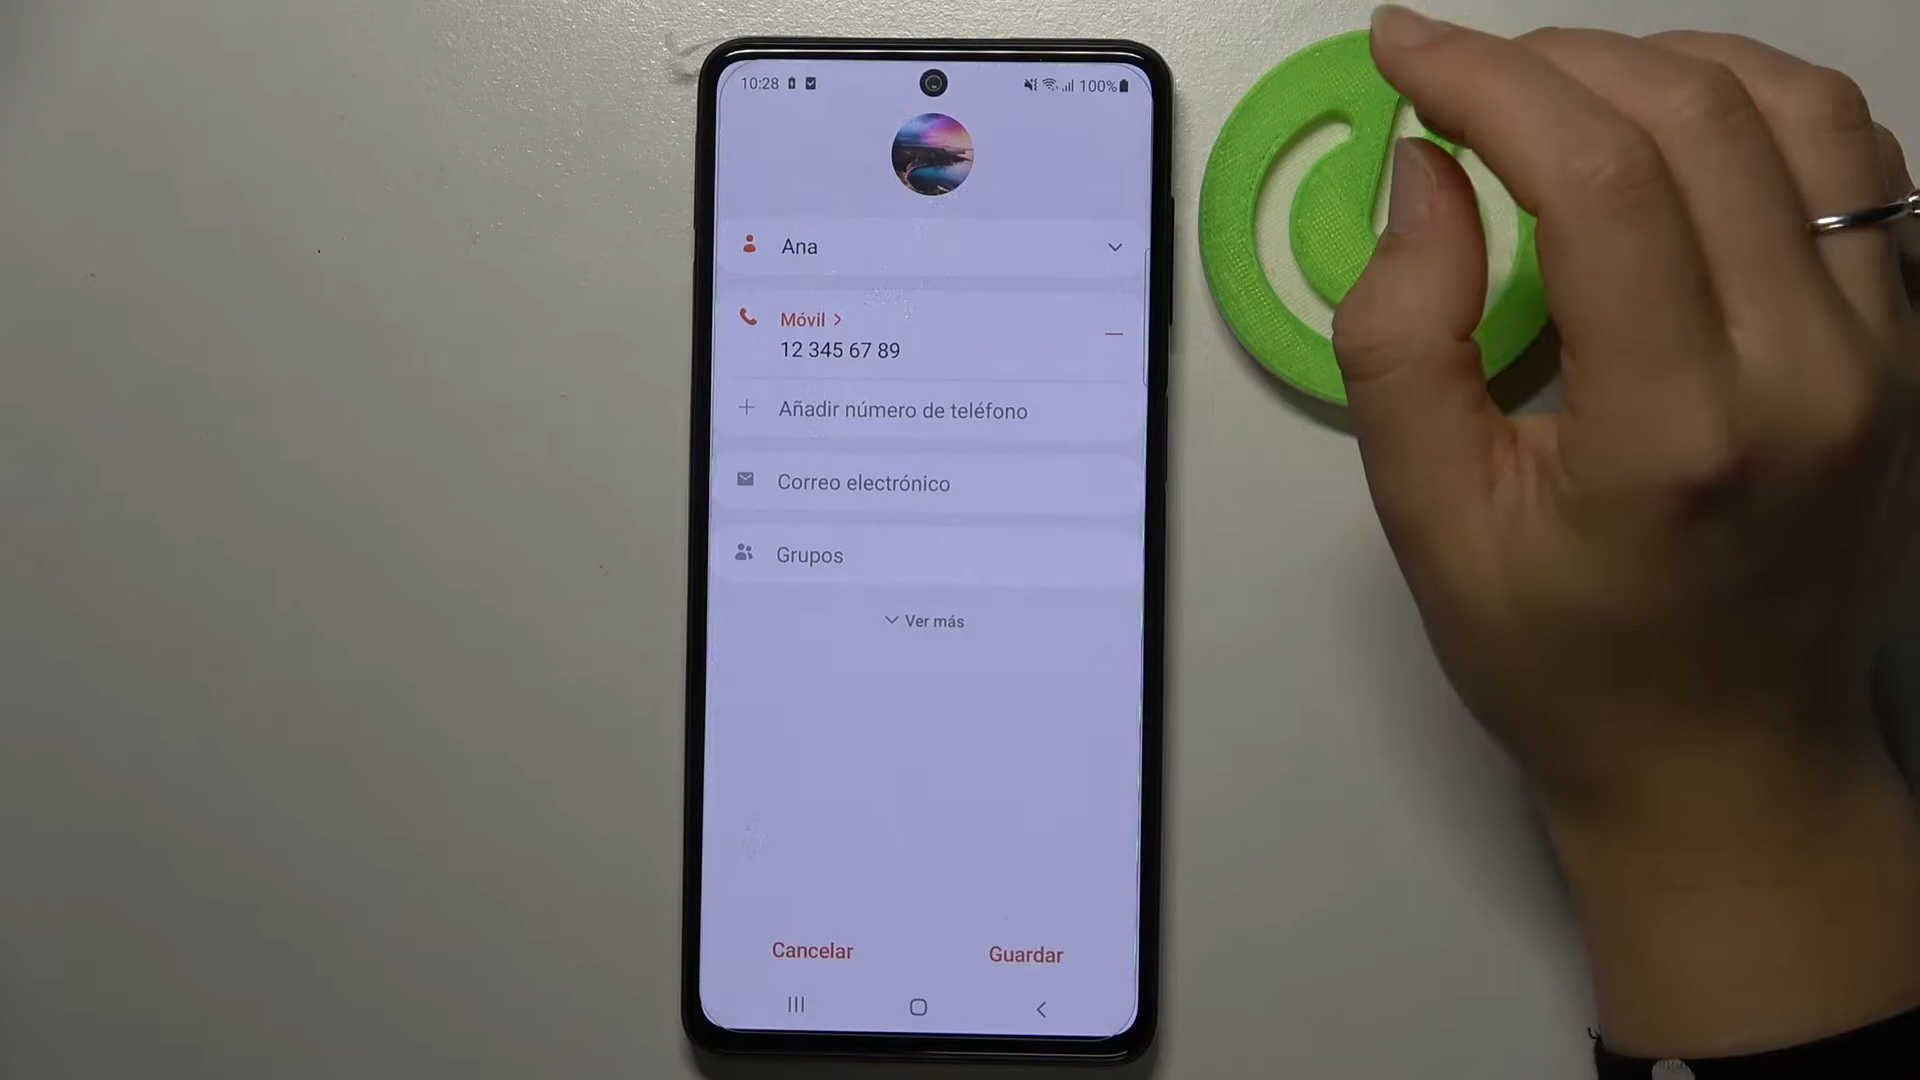 10:28
100%
Ana
Móvil >
12 345 67 89
Añadir número de teléfono
Correo electrónico
Grupos
Ver más
Cancelar
Guardar